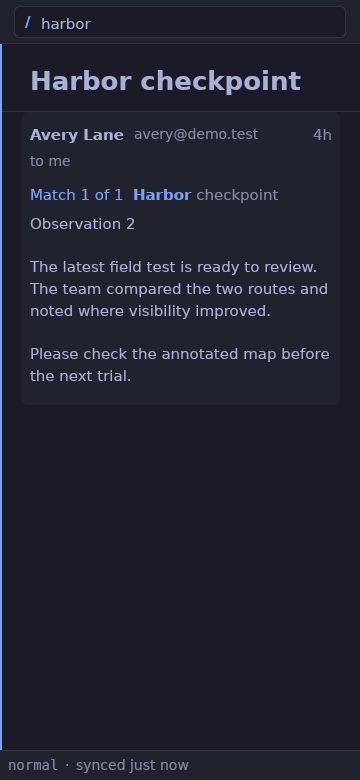 / harbor
Harbor checkpoint
Avery Lane avery@demo.test 4h
to me
Match 1 of 1 Harbor checkpoint
Observation 2
The latest field test is ready to review.
The team compared the two routes and
noted where visibility improved.
Please check the annotated map before
the next trial.
normal · synced just now